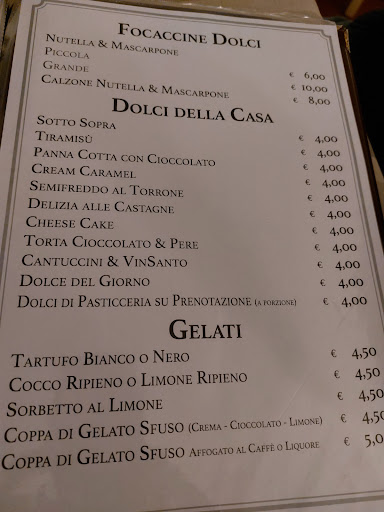 Focaccine Dolci
Nutella & Mascarpone
Piccola € 6,00
Grande € 10,00
Calzone Nutella & Mascarpone € 8,00
Dolci della Casa
Sotto Sopra € 4,00
Tiramisù € 4,00
Panna Cotta con Cioccolato € 4,00
Cream Caramel € 4,00
Semifreddo al Torrone € 4,00
Delizia alle Castagne € 4,00
Cheese Cake € 4,00
Torta Cioccolato & Pere € 4,00
Cantuccini & VinSanto € 4,00
Dolce del Giorno € 4,00
Dolci di Pasticceria su Prenotazione (a porzione) € 4,00
Gelati
Tartufo Bianco o Nero € 4,50
Cocco Ripieno o Limone Ripieno € 4,50
Sorbetto al Limone € 4,50
Coppa di Gelato Sfuso (Crema - Cioccolato - Limone) € 4,50
Coppa di Gelato Sfuso Affogato al Caffè o Liquore € 5,0